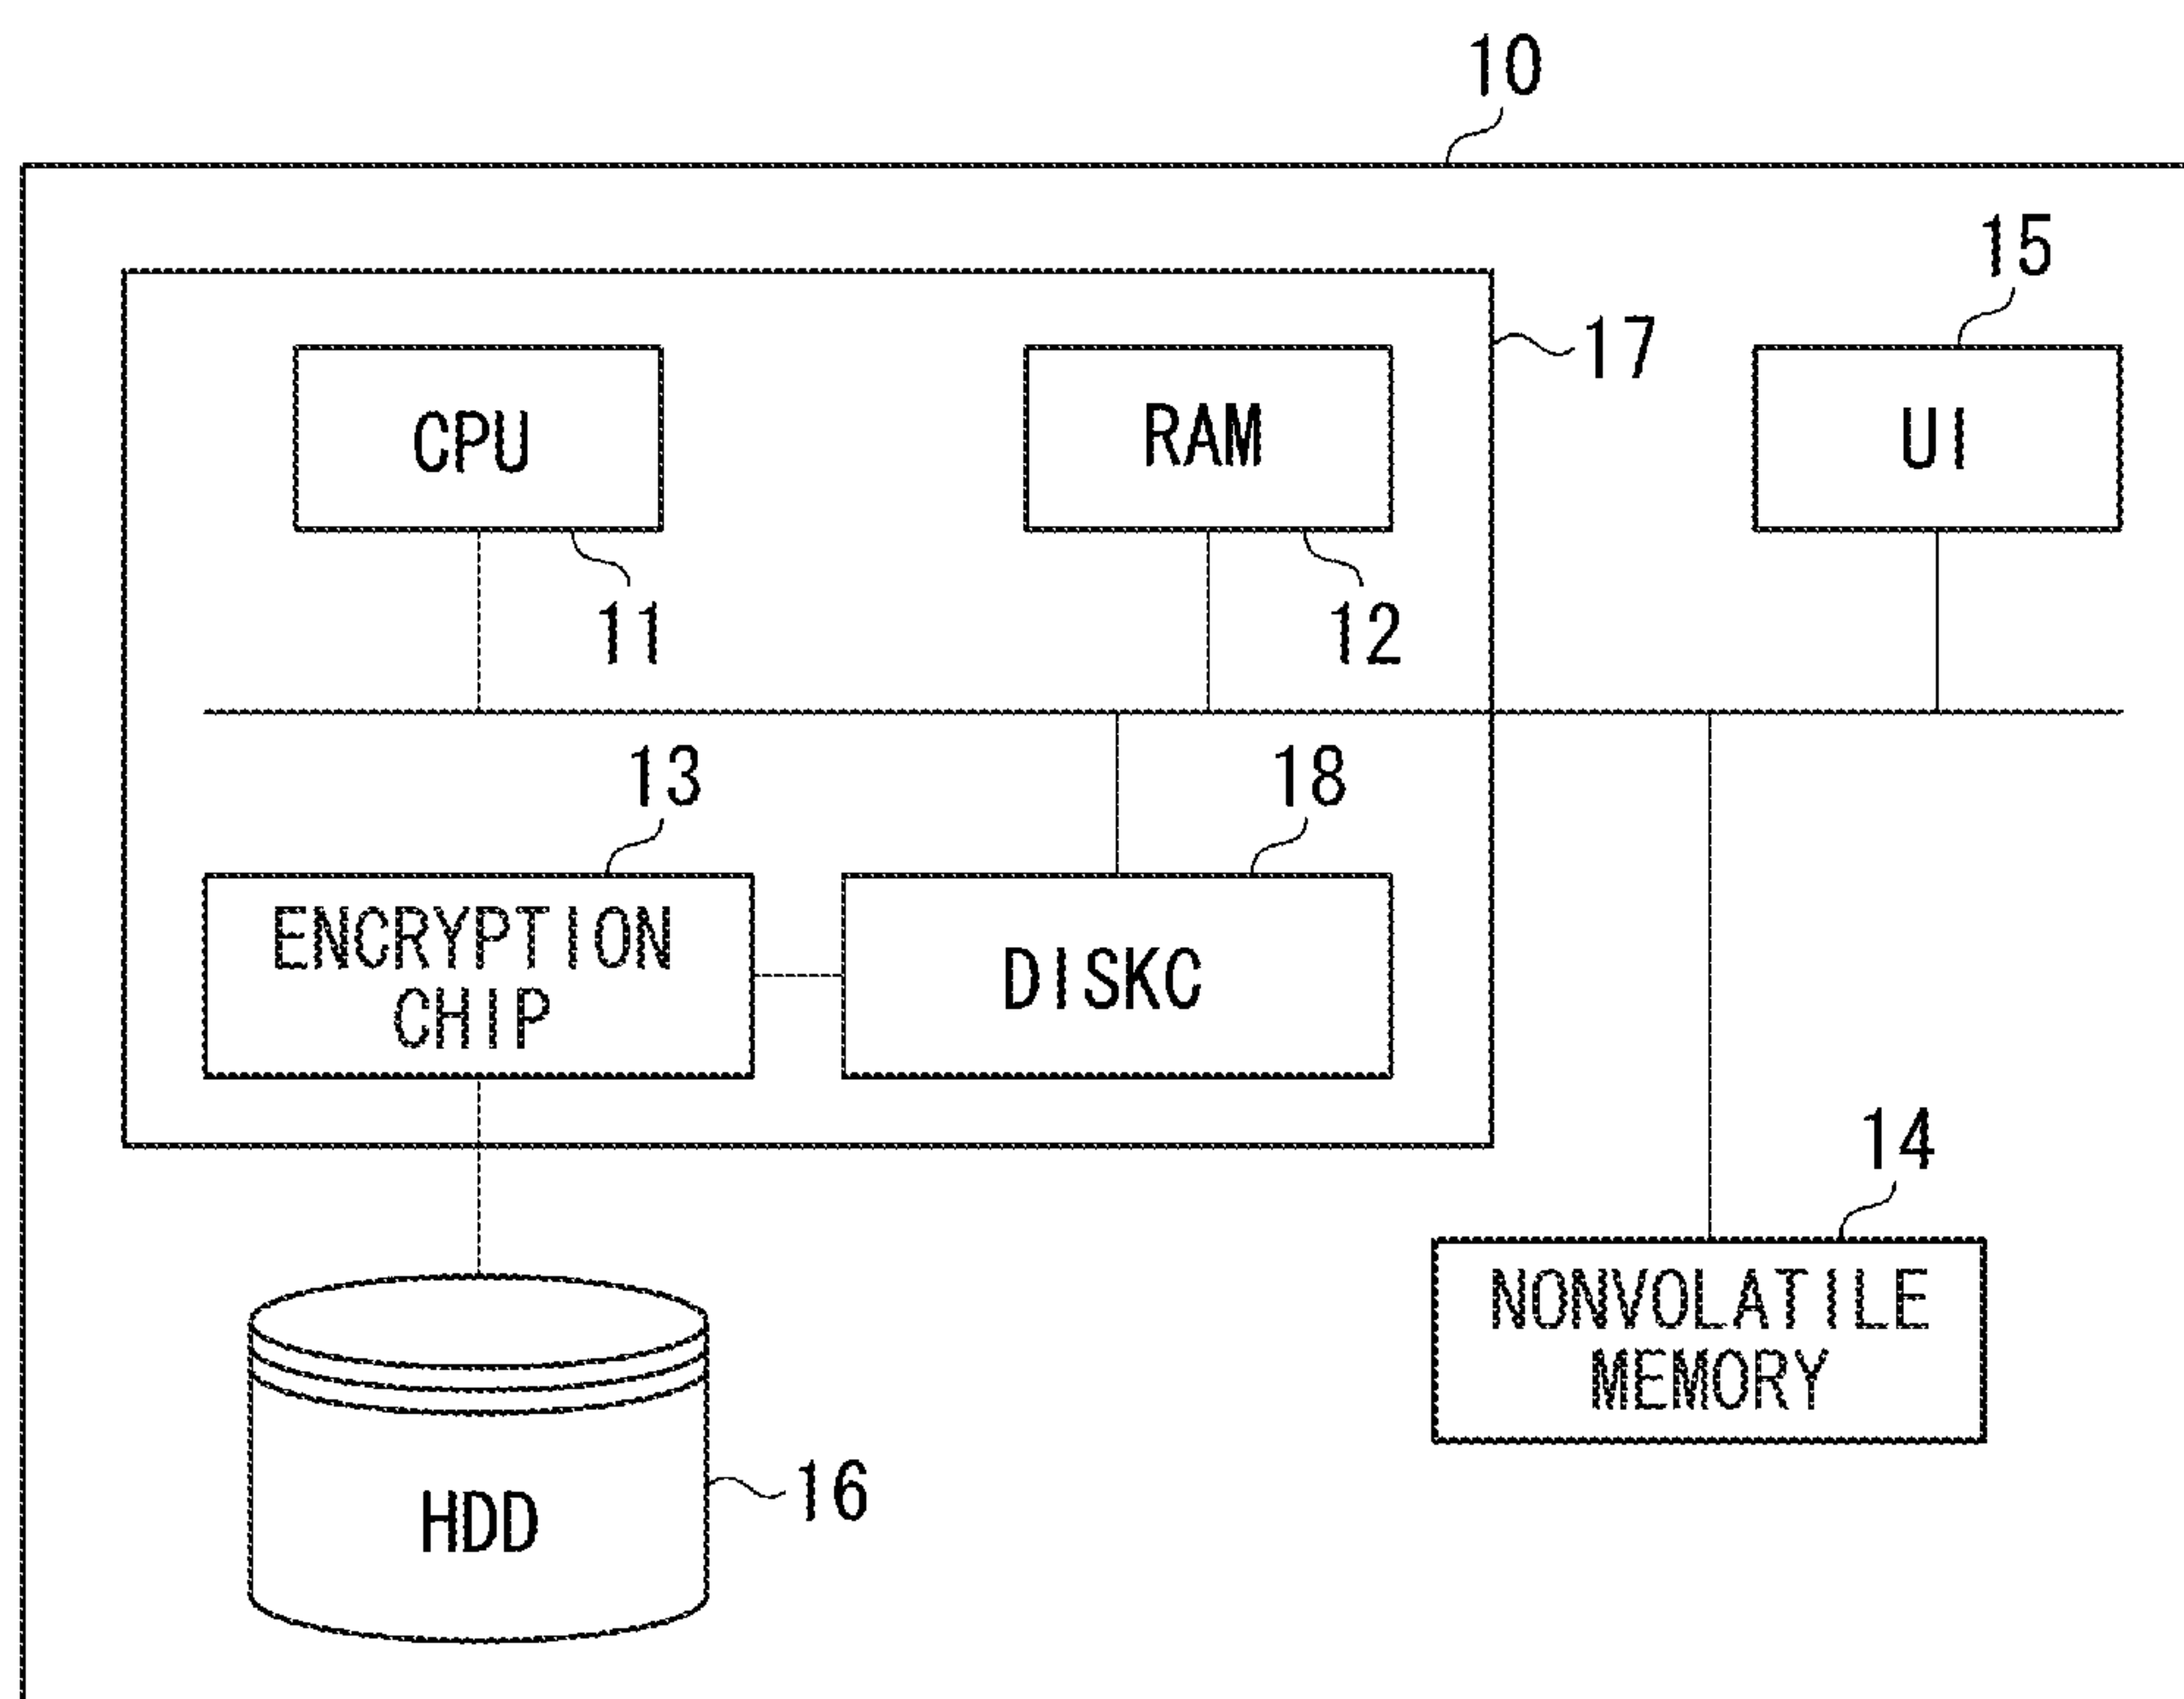 10
15
17
CPU
RAM
UI
11
12
13
18
ENCRYPTION
CHIP
DISKC
14
NONVOLATILE
MEMORY
16
HDD